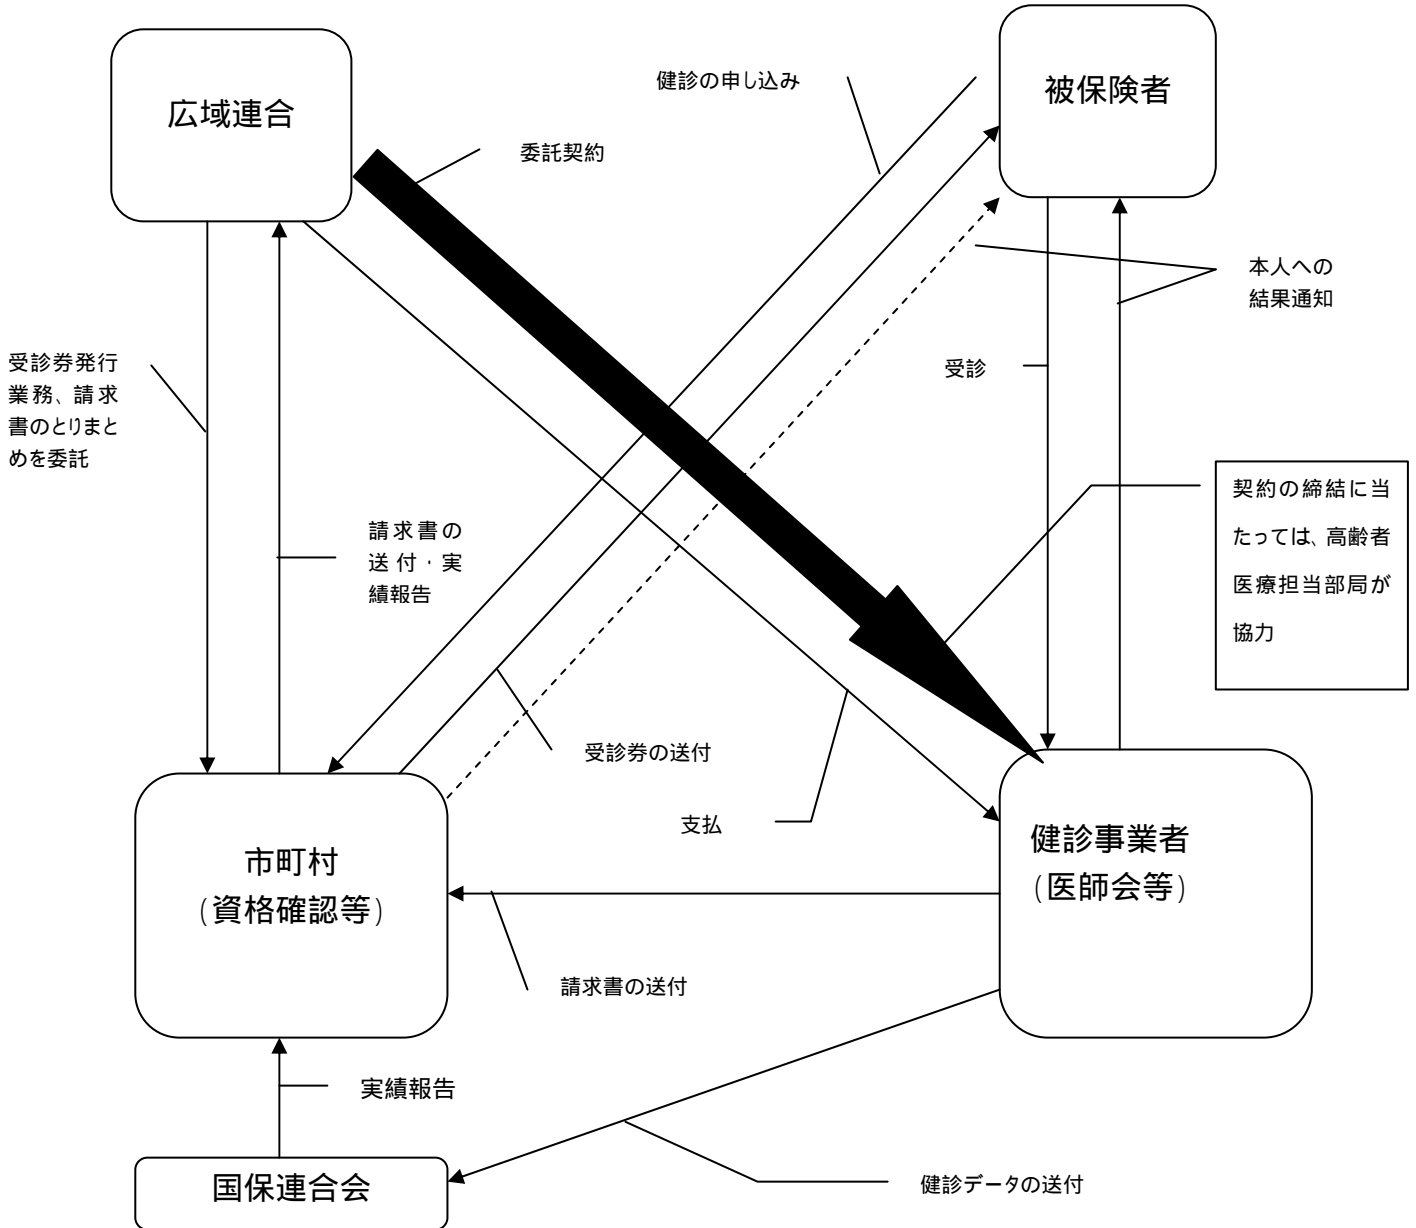 広域連合
被保険者
健診の申し込み
委託契約
本人への
結果通知
受診
受診券発行
業務、請求
書のとりまと
めを委託
契約の締結に当
たっては、高齢者
医療担当部局が
協力
請求書の
送付・実
績報告
受診券の送付
支払
市町村
(資格確認等)
健診事業者
(医師会等)
請求書の送付
実績報告
国保連合会
健診データの送付